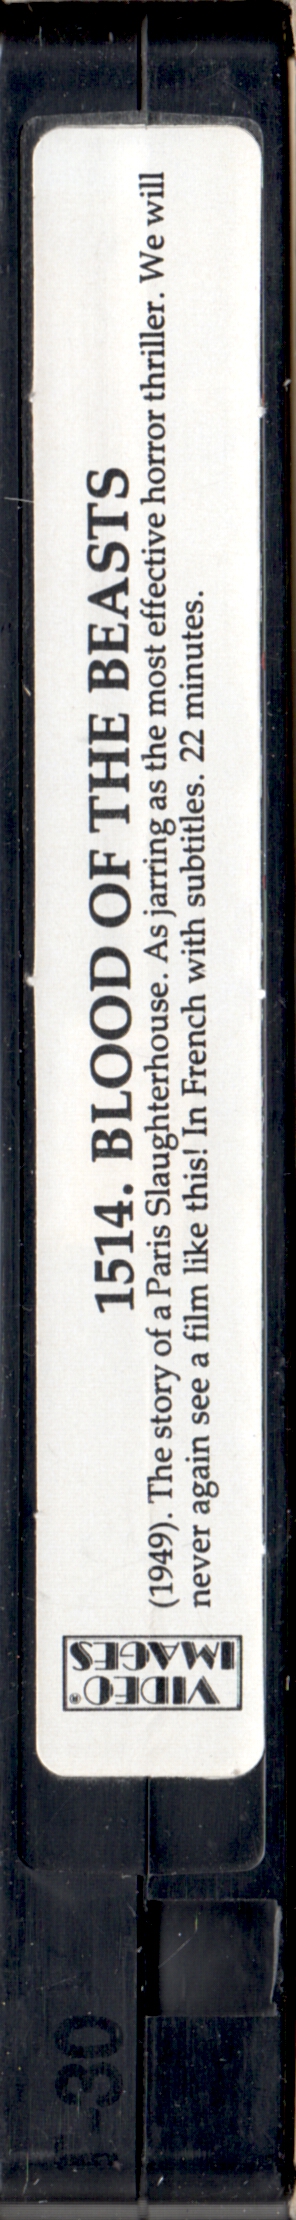 1514. BLOOD OF THE BEASTS
(1949). The story of a Paris Slaughterhouse. As jarring as the most effective horror thriller. We will
never again see a film like this! In French with subtitles. 22 minutes.
VIDEO®
IMAGES
T-30